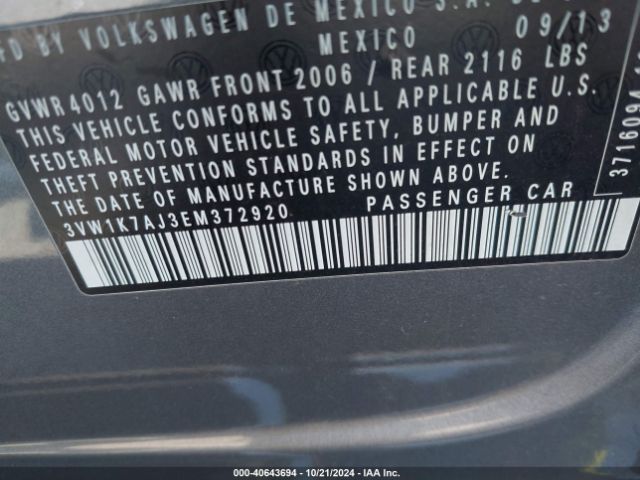 FD BY VOLKSWAGEN DE MEXICO S.A.
MEXICO 09/13
GVWR 4012 GAWR FRONT 2006 / REAR 2116 LBS
THIS VEHICLE CONFORMS TO ALL APPLICABLE U.S.
FEDERAL MOTOR VEHICLE SAFETY, BUMPER AND
THEFT PREVENTION STANDARDS IN EFFECT ON
THE DATE OF MANUFACTURE SHOWN ABOVE.
3VW1K7AJ3EM372920 PASSENGER CAR
3716004
000-40643694 | 10/21/2024 | IAA Inc.